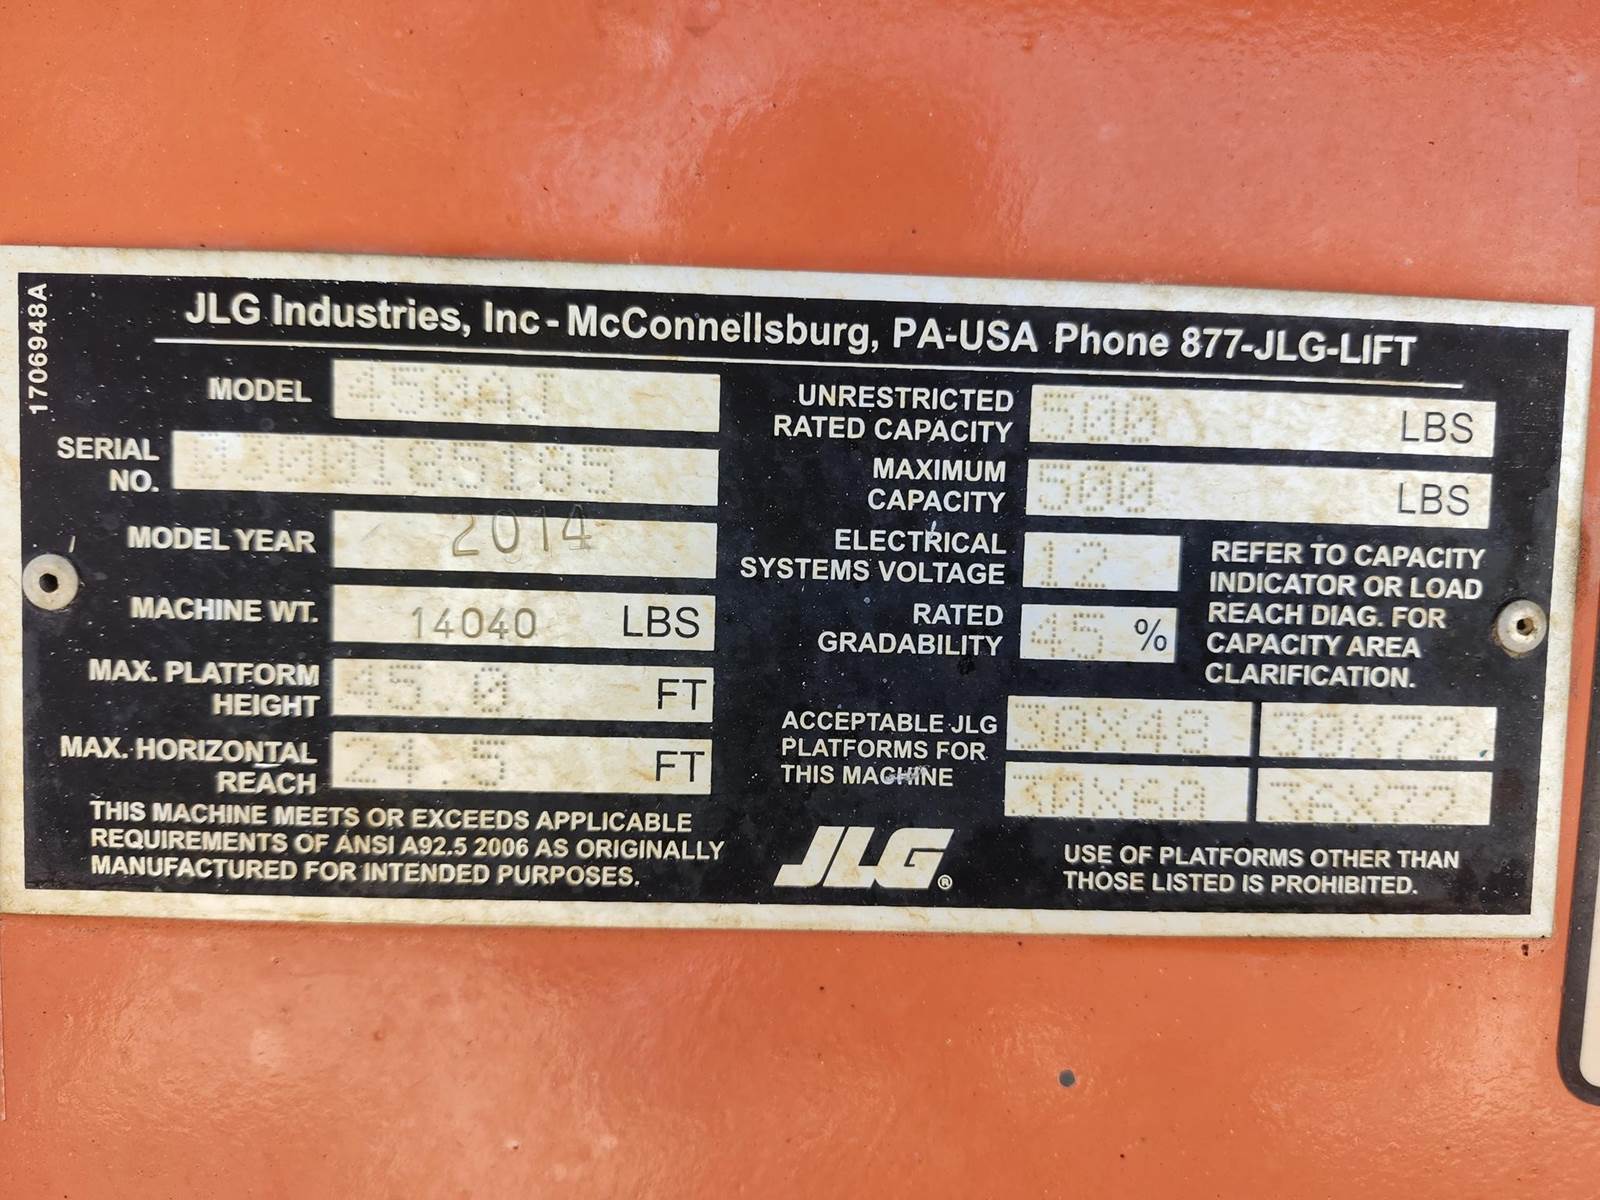 1706948A
JLG Industries, Inc - McConnellsburg, PA-USA Phone 877-JLG-LIFT
MODEL 450AJ
SERIAL NO. 0300185185
MODEL YEAR 2014
MACHINE WT. 14040 LBS
MAX. PLATFORM HEIGHT 45.0 FT
MAX. HORIZONTAL REACH 24.5 FT
THIS MACHINE MEETS OR EXCEEDS APPLICABLE
REQUIREMENTS OF ANSI A92.5 2006 AS ORIGINALLY
MANUFACTURED FOR INTENDED PURPOSES.
UNRESTRICTED RATED CAPACITY 500 LBS
MAXIMUM CAPACITY 500 LBS
ELECTRICAL SYSTEMS VOLTAGE 12
RATED GRADABILITY 45 %
REFER TO CAPACITY
INDICATOR OR LOAD
REACH DIAG. FOR
CAPACITY AREA
CLARIFICATION.
ACCEPTABLE JLG
PLATFORMS FOR
THIS MACHINE
30X48 30X72
30X60 36X72
JLG®
USE OF PLATFORMS OTHER THAN
THOSE LISTED IS PROHIBITED.